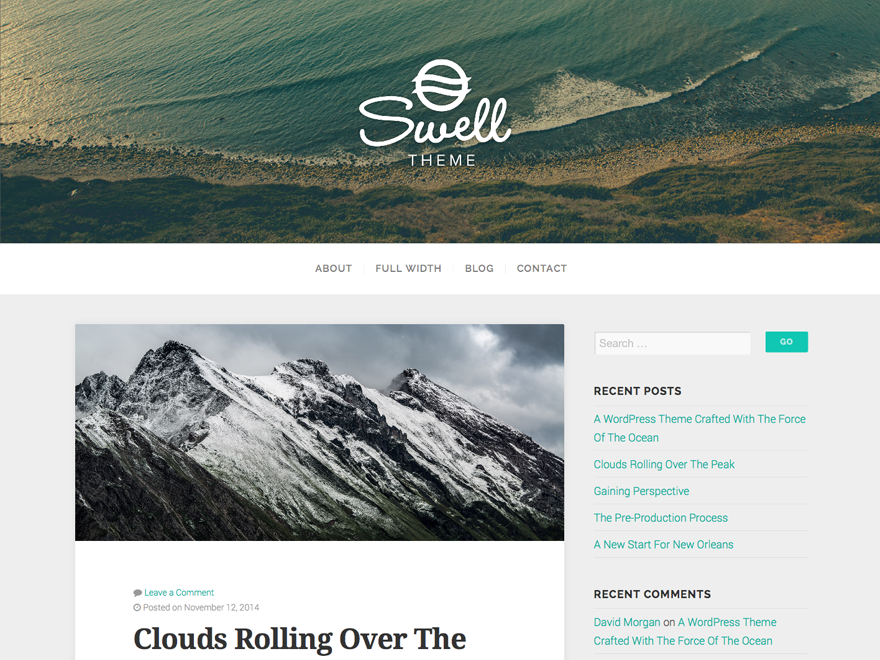 Swell
THEME
ABOUT
FULL WIDTH
BLOG
CONTACT
Search ...
GO
RECENT POSTS
A WordPress Theme Crafted With The Force
Of The Ocean
Clouds Rolling Over The Peak
Gaining Perspective
The Pre-Production Process
A New Start For New Orleans
RECENT COMMENTS
David Morgan on A WordPress Theme
Crafted With The Force Of The Ocean
Leave a Comment
Posted on November 12, 2014
Clouds Rolling Over The